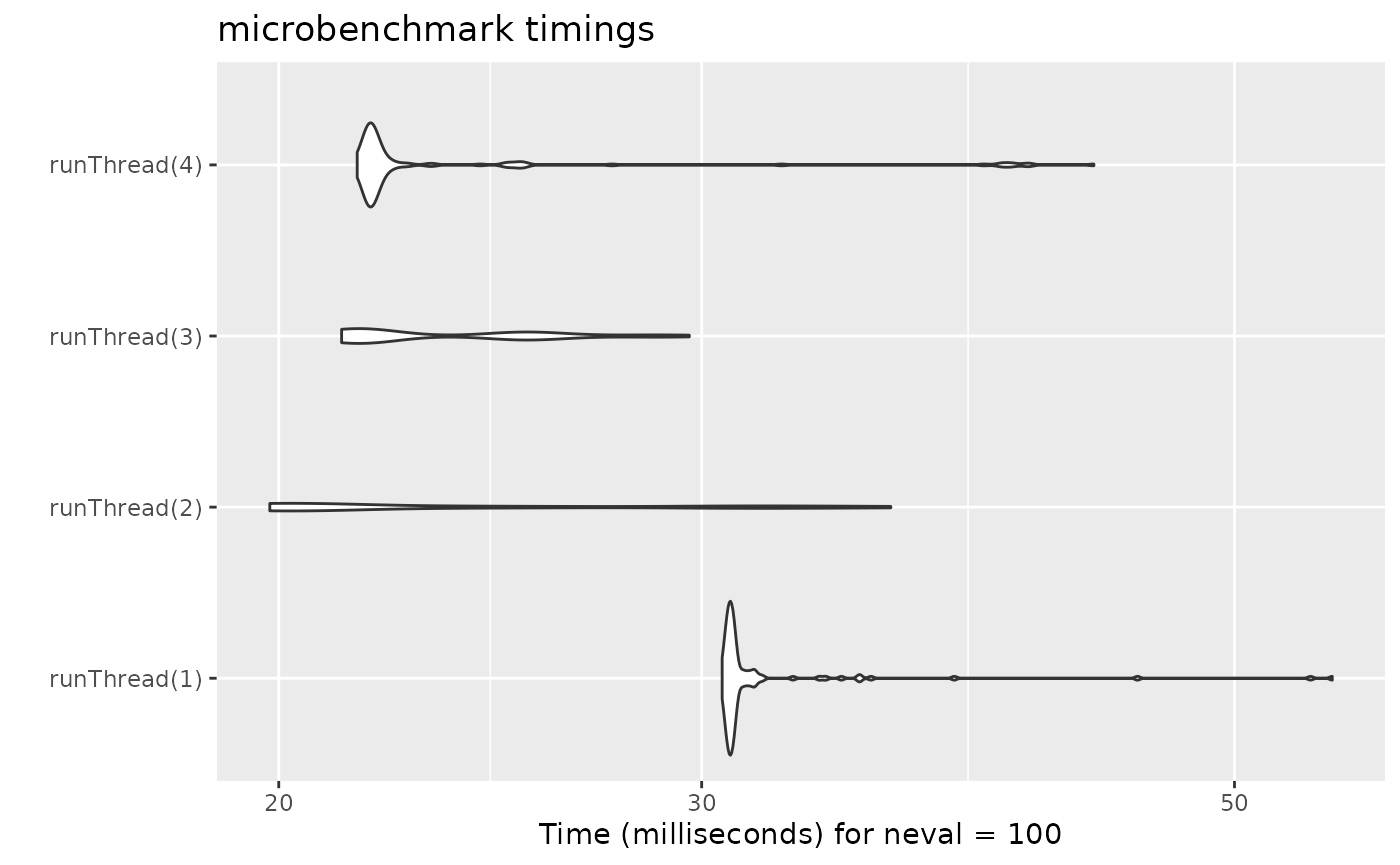 microbenchmark timings
runThread(4)
runThread(3)
runThread(2)
runThread(1)
20 30 50
Time (milliseconds) for neval = 100